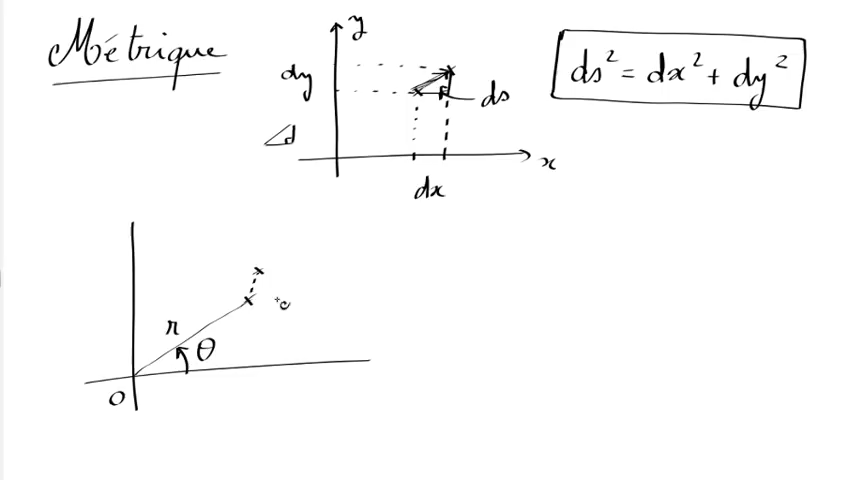 Métrique
y
dy
ds
x
dx
ds² = dx² + dy²
r
θ
O